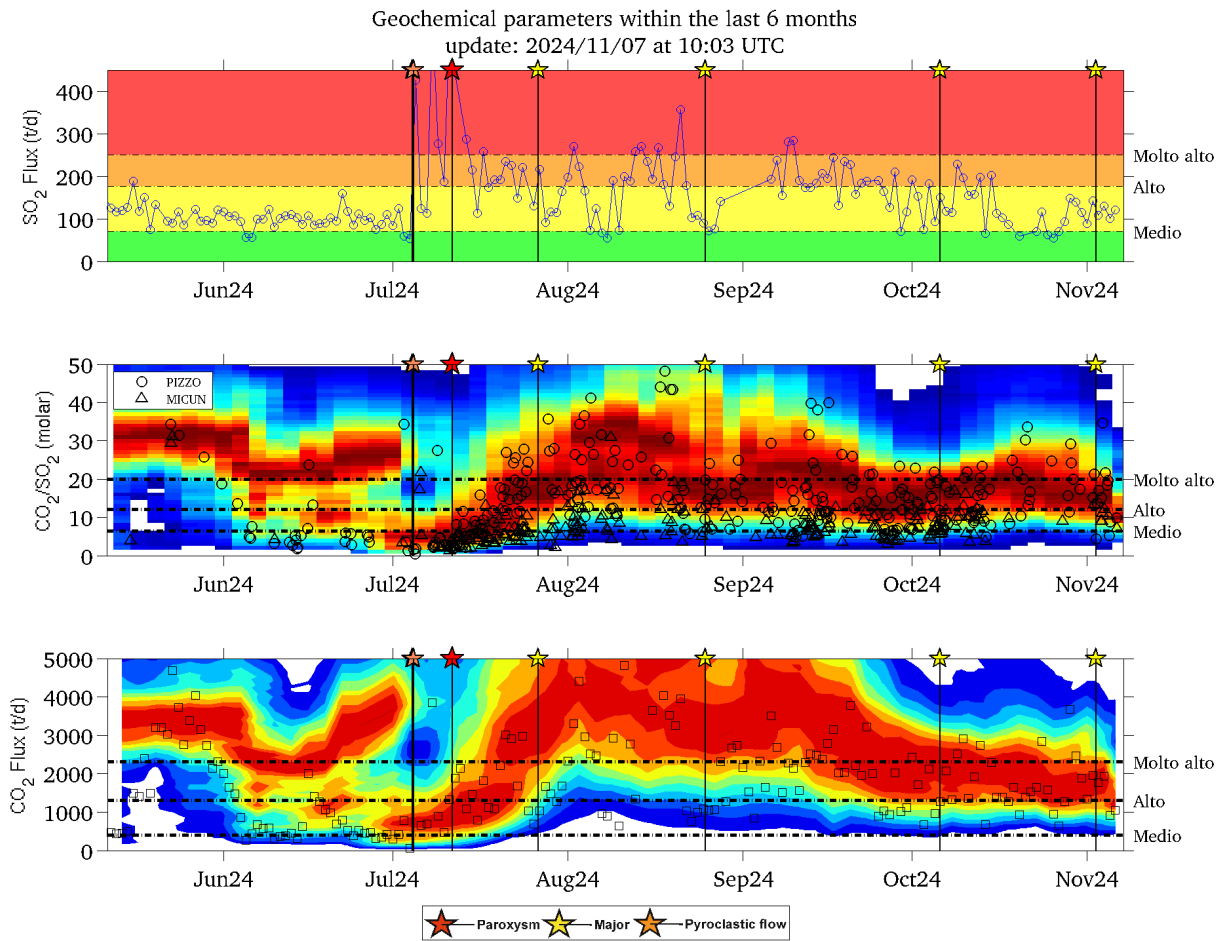 Geochemical parameters within the last 6 months
update: 2024/11/07 at 10:03 UTC
SO2 Flux (t/d)
400
300
200
100
0
Molto alto
Alto
Medio
Jun24
Jul24
Aug24
Sep24
Oct24
Nov24
CO2/SO2 (molar)
50
40
30
20
10
0
PIZZO
MICUN
Molto alto
Alto
Medio
Jun24
Jul24
Aug24
Sep24
Oct24
Nov24
CO2 Flux (t/d)
5000
4000
3000
2000
1000
0
Molto alto
Alto
Medio
Jun24
Jul24
Aug24
Sep24
Oct24
Nov24
Paroxysm
Major
Pyroclastic flow